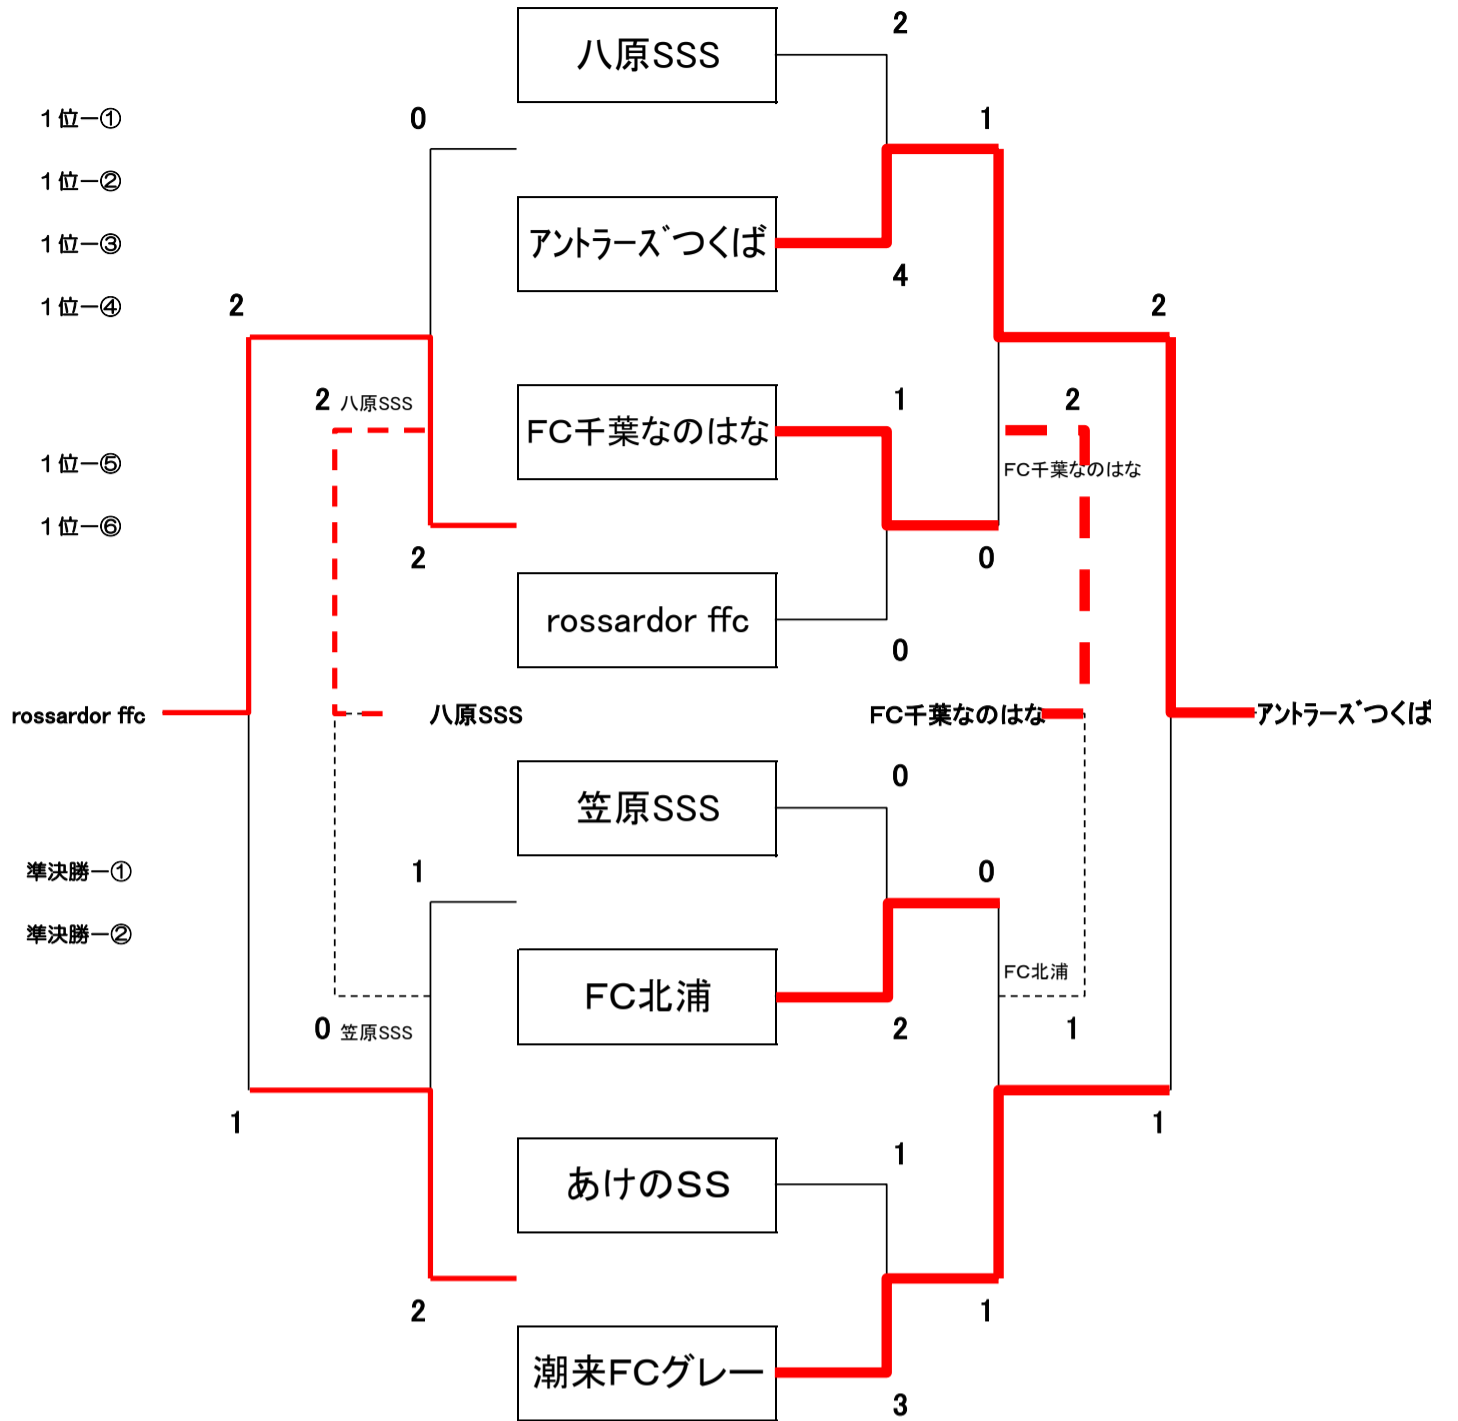 八原SSS
2
1位ー①
0
1
1位ー②
1位ー③
アントラーズつくば
4
1位ー④
2
2
2
八原SSS
FC千葉なのはな
1
2
1位ー⑤
FC千葉なのはな
1位ー⑥
2
0
rossardor ffc
0
rossardor ffc
八原SSS
FC千葉なのはな
アントラーズつくば
0
笠原SSS
準決勝ー①
1
0
準決勝ー②
FC北浦
FC北浦
0
笠原SSS
2
1
1
1
1
あけのSS
2
1
潮来FCグレー
3